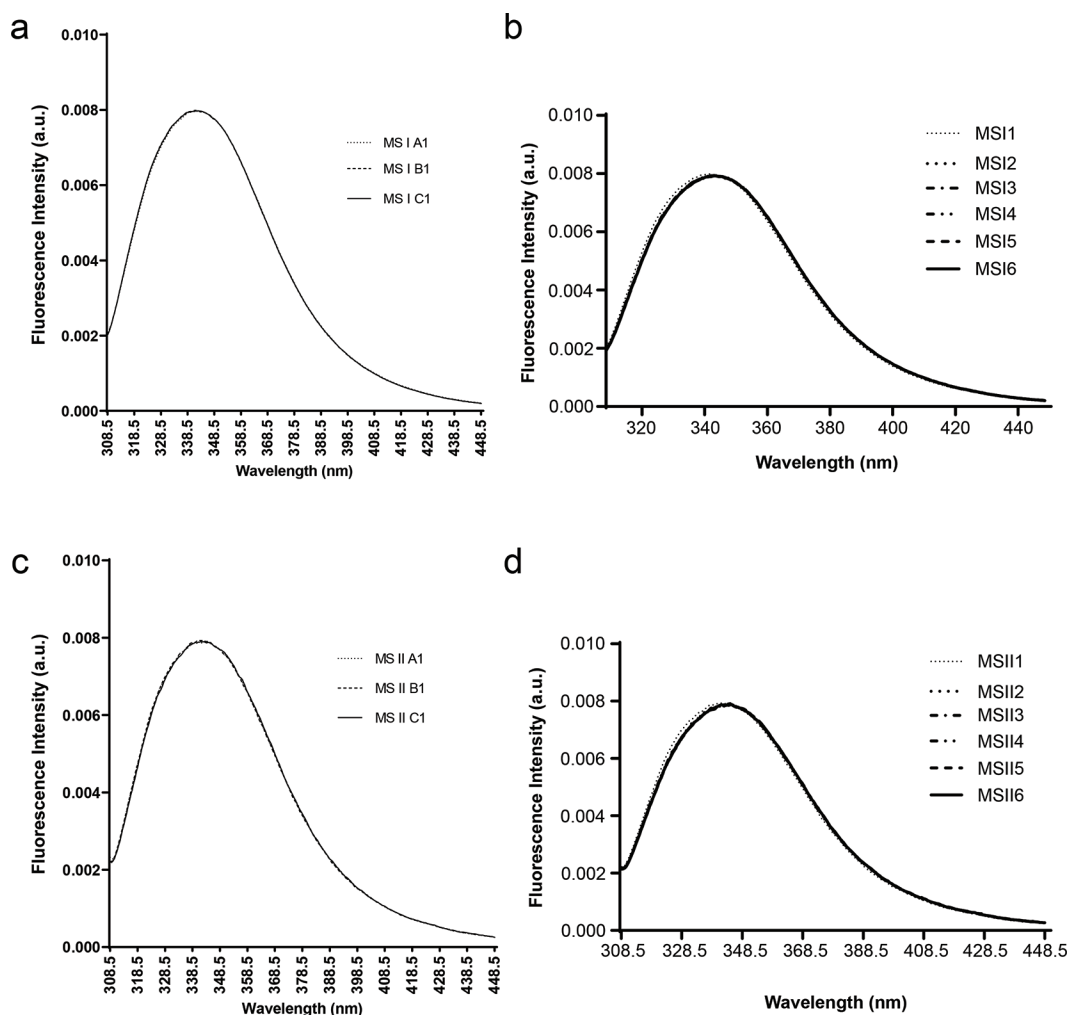 a
0.010
0.008
0.006
0.004
0.002
0.000
Fluorescence Intensity (a.u.)
MS I A1
MS I B1
MS I C1
308.5
318.5
328.5
338.5
348.5
358.5
368.5
378.5
388.5
398.5
408.5
418.5
428.5
438.5
448.5
Wavelength (nm)
b
0.010
0.008
0.006
0.004
0.002
0.000
Fluorescence Intensity (a.u.)
MSI1
MSI2
MSI3
MSI4
MSI5
MSI6
320 340 360 380 400 420 440
Wavelength (nm)
c
0.010
0.008
0.006
0.004
0.002
0.000
Fluorescence Intensity (a.u.)
MS II A1
MS II B1
MS II C1
308.5
318.5
328.5
338.5
348.5
358.5
368.5
378.5
388.5
398.5
408.5
418.5
428.5
438.5
448.5
Wavelength (nm)
d
0.010
0.008
0.006
0.004
0.002
0.000
Fluorescence Intensity (a.u.)
MSII1
MSII2
MSII3
MSII4
MSII5
MSII6
308.5 328.5 348.5 368.5 388.5 408.5 428.5 448.5
Wavelength (nm)